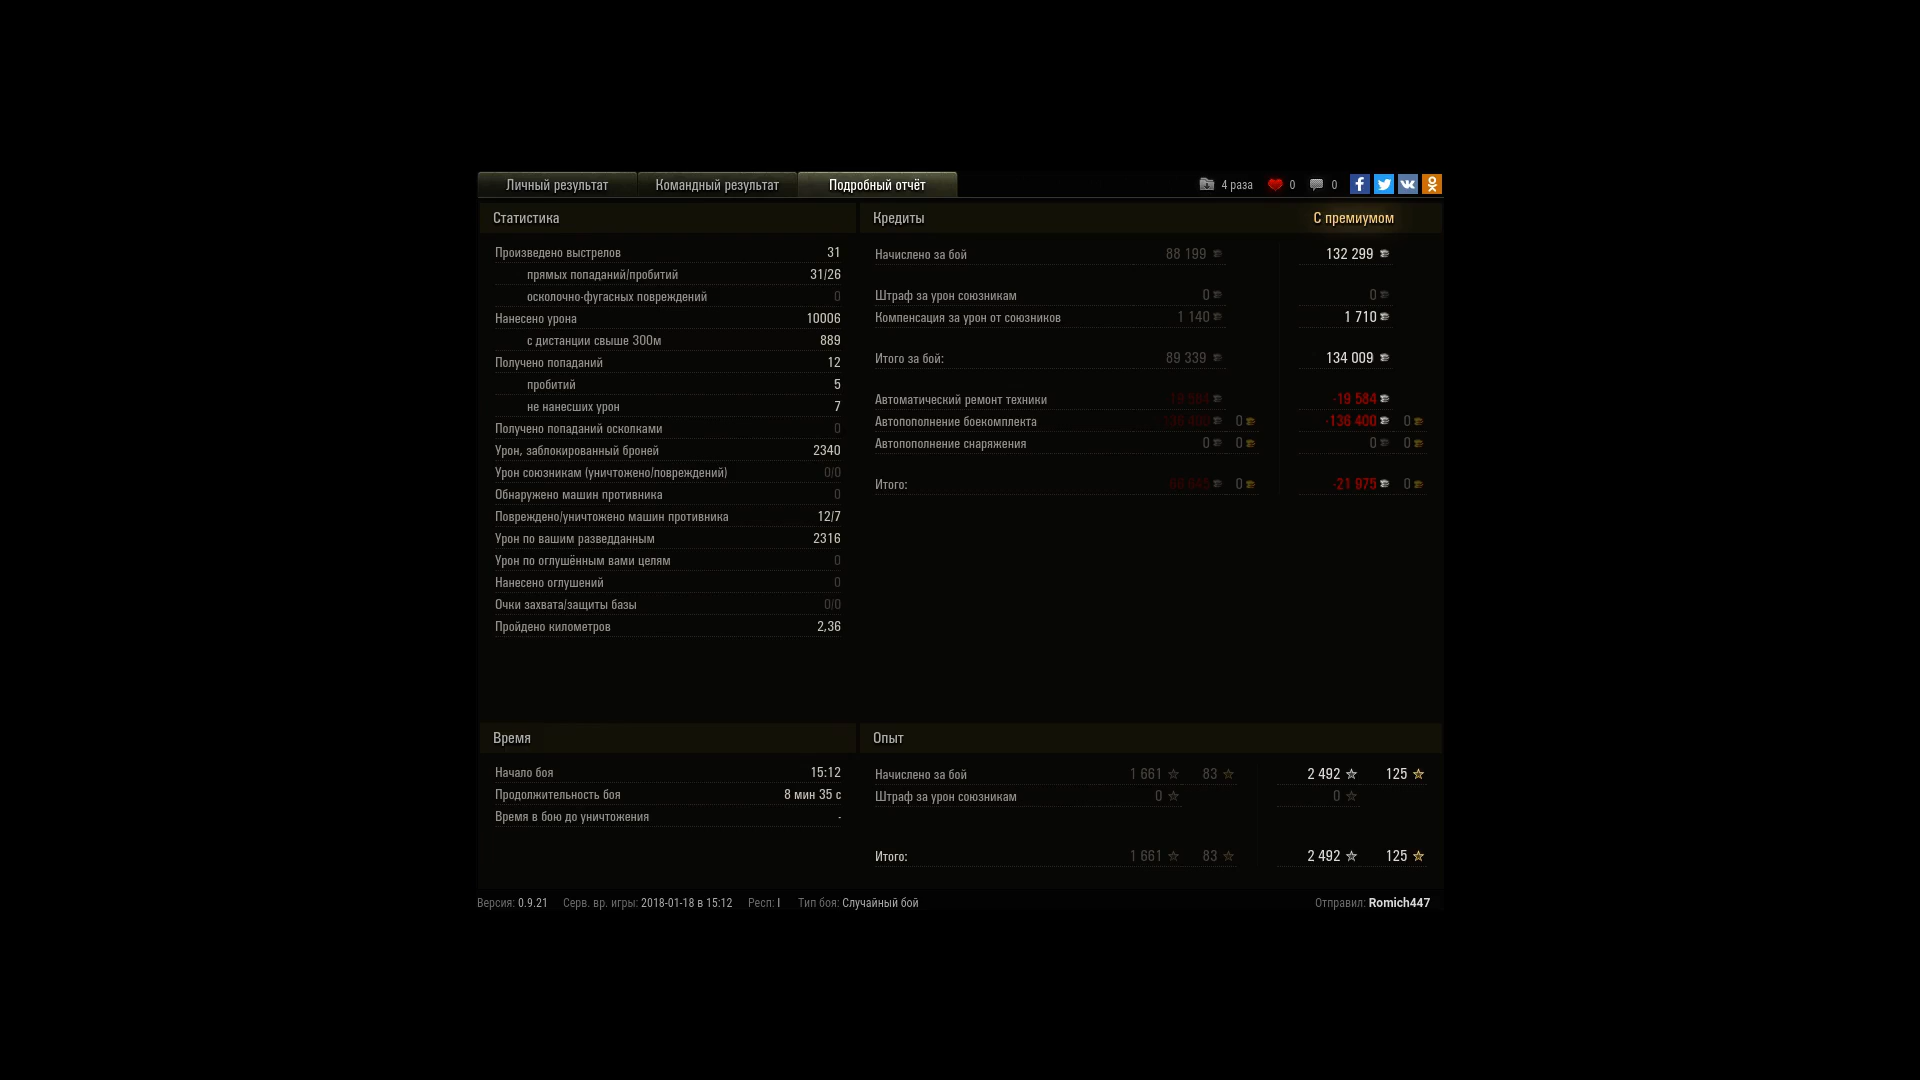 Личный результат Командный результат Подробный отчёт 4 раза 0 0
Статистика
Произведено выстрелов 31
прямых попаданий/пробитий 31/26
осколочно-фугасных повреждений 0
Нанесено урона 10006
с дистанции свыше 300м 889
Получено попаданий 12
пробитий 5
не нанесших урон 7
Получено попаданий осколками 0
Урон, заблокированный броней 2340
Урон союзникам (уничтожено/повреждений) 0/0
Обнаружено машин противника 0
Повреждено/уничтожено машин противника 12/7
Урон по вашим разведданным 2316
Урон по оглушённым вами целям 0
Нанесено оглушений 0
Очки захвата/защиты базы 0/0
Пройдено километров 2,36
Кредиты С премиумом
Начислено за бой 88 199 132 299
Штраф за урон союзникам 0 0
Компенсация за урон от союзников 1 140 1 710
Итого за бой: 89 339 134 009
Автоматический ремонт техники -19 584 -19 584
Автопополнение боекомплекта -136 400 0 -136 400 0
Автопополнение снаряжения 0 0 0 0
Итого: -66 645 0 -21 975 0
Время
Начало боя 15:12
Продолжительность боя 8 мин 35 с
Время в бою до уничтожения -
Опыт
Начислено за бой 1 661 83 2 492 125
Штраф за урон союзникам 0 0
Итого: 1 661 83 2 492 125
Версия: 0.9.21 Серв. вр. игры: 2018-01-18 в 15:12 Респ: I Тип боя: Случайный бой Отправил: Romich447